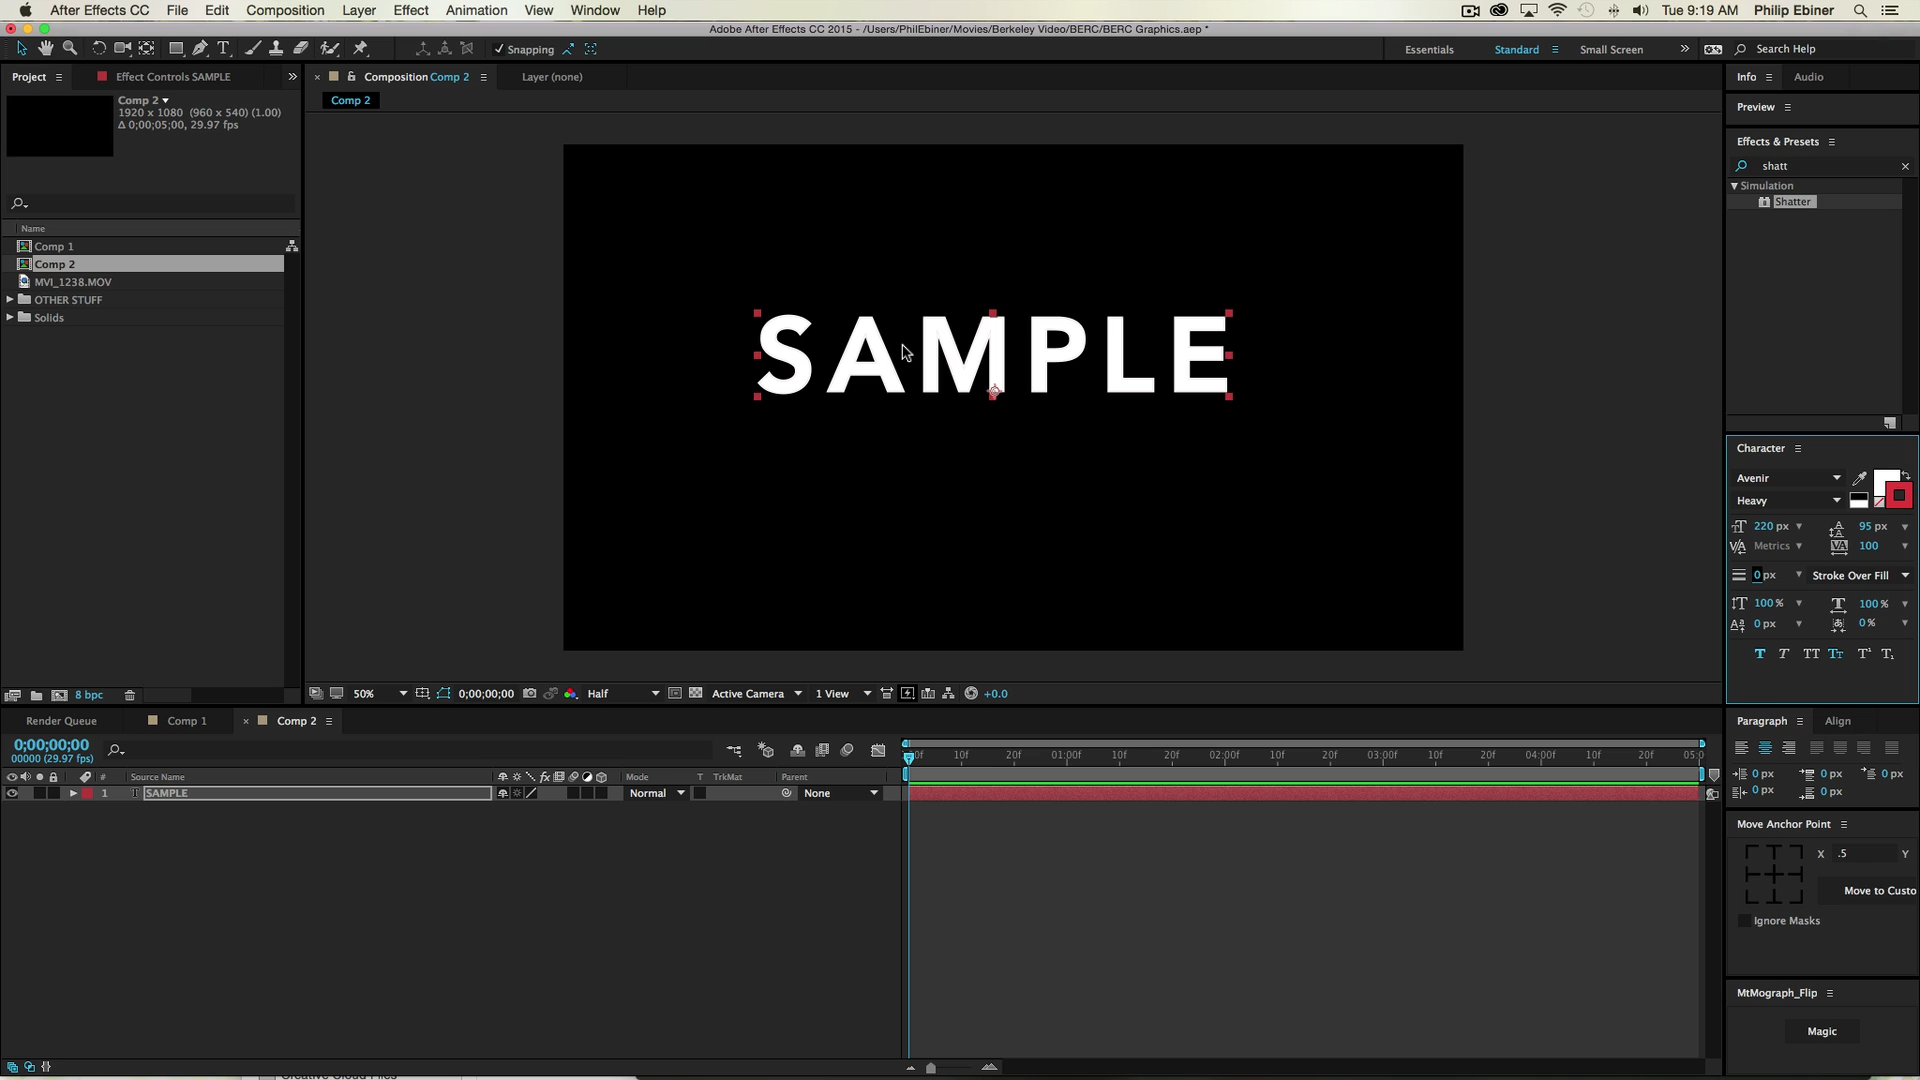 After Effects CC File Edit Composition Layer Effect Animation View Window Help Tue 9:19 AM Philip Ebiner
Adobe After Effects CC 2015 - /Users/PhilEbiner/Movies/Berkeley Video/BERC/BERC Graphics.aep *
Snapping Essentials Standard Small Screen Search Help
Project Effect Controls SAMPLE Composition Comp 2 Layer (none) Info Audio
Comp 2
1920 x 1080 (960 x 540) (1.00)
Δ 0;00;05;00, 29.97 fps
Comp 2
Preview
Effects & Presets
shatt
Simulation
Shatter
Name
Comp 1
Comp 2
MVI_1238.MOV
OTHER STUFF
Solids
SAMPLE
Character
Avenir
Heavy
220 px 95 px
Metrics 100
0 px Stroke Over Fill
100 % 100 %
0 px 0 %
T T TT Tт T¹ T₁
8 bpc 50% 0;00;00;00 Half Active Camera 1 View +0.0
Render Queue Comp 1 Comp 2
Paragraph Align
0;00;00;00
00000 (29.97 fps)
00f 10f 20f 01:00f 10f 20f 02:00f 10f 20f 03:00f 10f 20f 04:00f 10f 20f 05:0
# Source Name Mode T TrkMat Parent
1 T SAMPLE Normal None
0 px 0 px 0 px
0 px 0 px
Move Anchor Point
X .5 Y
Move to Custo
Ignore Masks
MtMograph_Flip
Magic